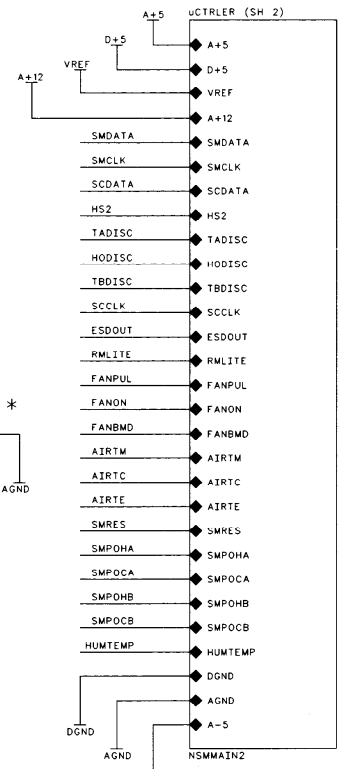 A+5 uCTRLER (SH 2)
A+5
D+5
D+5
VREF
VREF
A+12
A+12
SMDATA SMDATA
SMCLK SMCLK
SCDATA SCDATA
HS2 HS2
TADISC TADISC
HODISC HODISC
TBDISC TBDISC
SCCLK SCCLK
ESDOUT ESDOUT
RMLITE RMLITE
FANPUL FANPUL
*
FANON FANON
FANBMD FANBMD
AIRTM AIRTM
AIRTC AIRTC
AGND
AIRTE AIRTE
SMRES SMRES
SMPOHA SMPOHA
SMPOCA SMPOCA
SMPOHB SMPOHB
SMPOCB SMPOCB
HUMTEMP HUMTEMP
DGND
AGND
DGND
A-5
AGND
NSMMAIN2